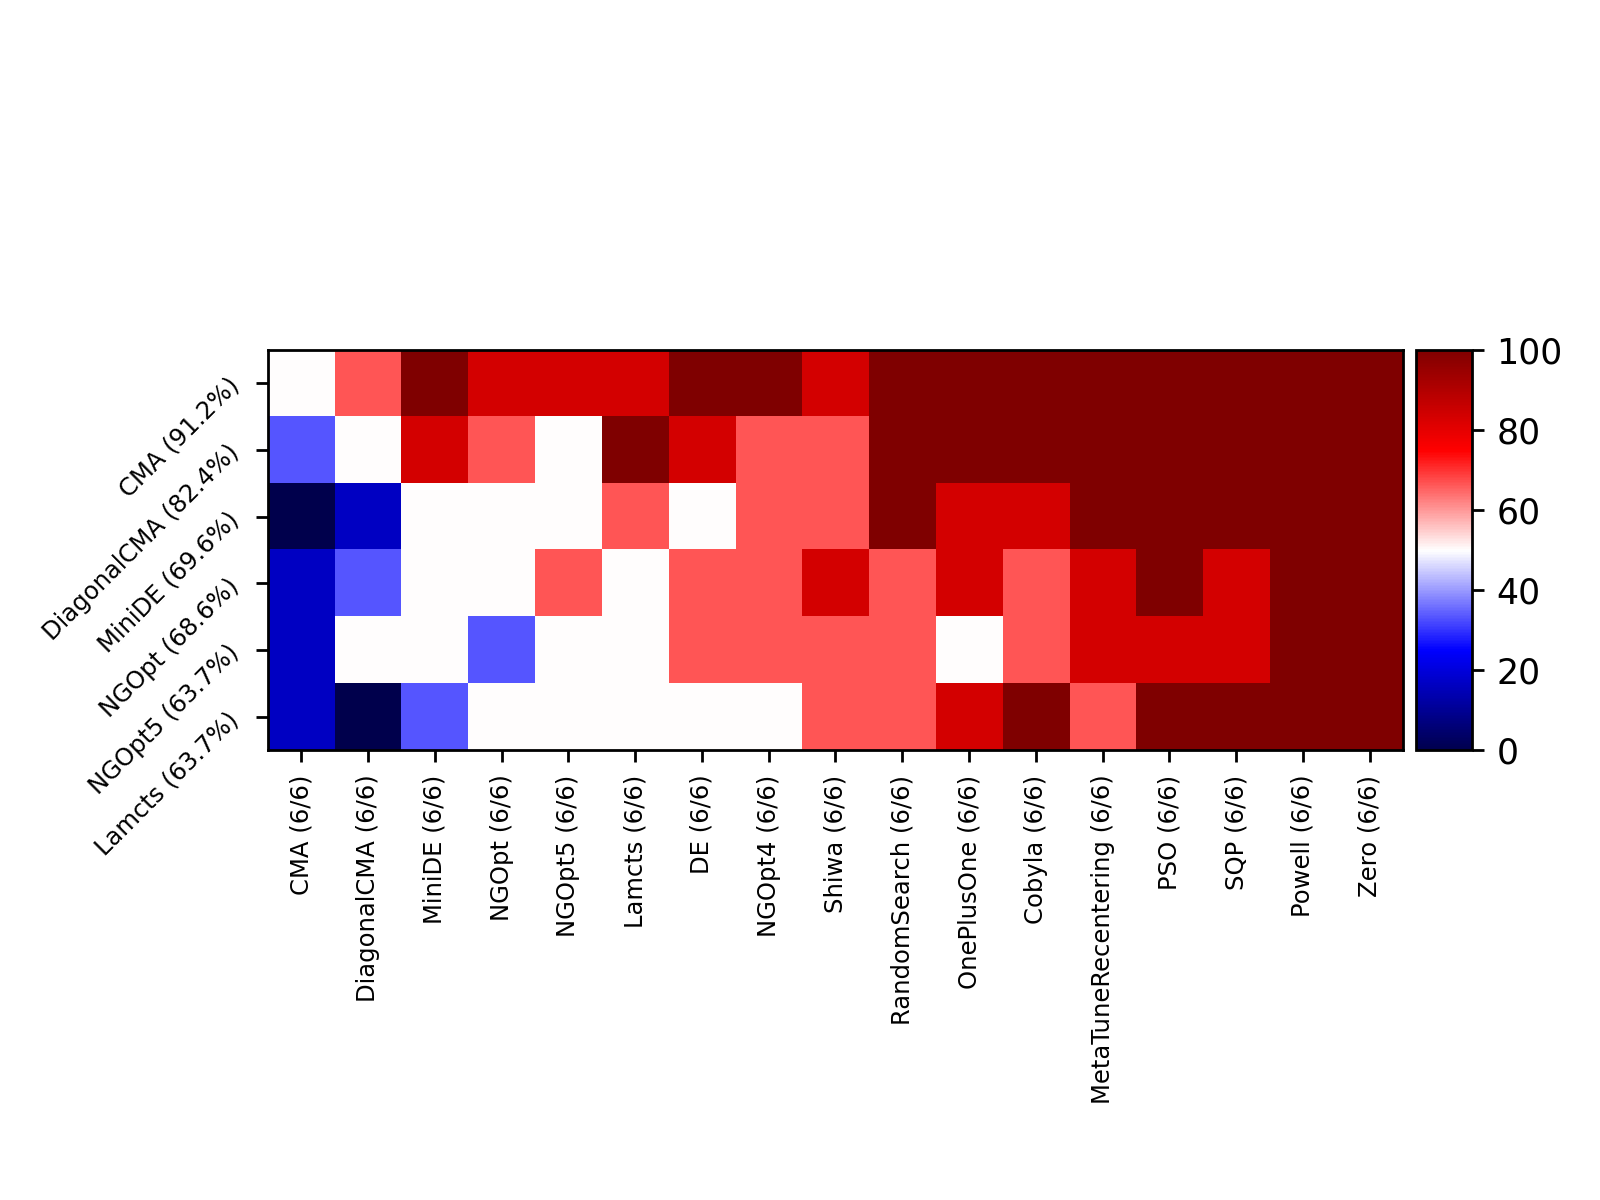 CMA (91.2%)
DiagonalCMA (82.4%)
MiniDE (69.6%)
NGOpt (68.6%)
NGOpt5 (63.7%)
Lamcts (63.7%)
CMA (6/6)
DiagonalCMA (6/6)
MiniDE (6/6)
NGOpt (6/6)
NGOpt5 (6/6)
Lamcts (6/6)
DE (6/6)
NGOpt4 (6/6)
Shiwa (6/6)
RandomSearch (6/6)
OnePlusOne (6/6)
Cobyla (6/6)
MetaTuneRecentering (6/6)
PSO (6/6)
SQP (6/6)
Powell (6/6)
Zero (6/6)
100
80
60
40
20
0